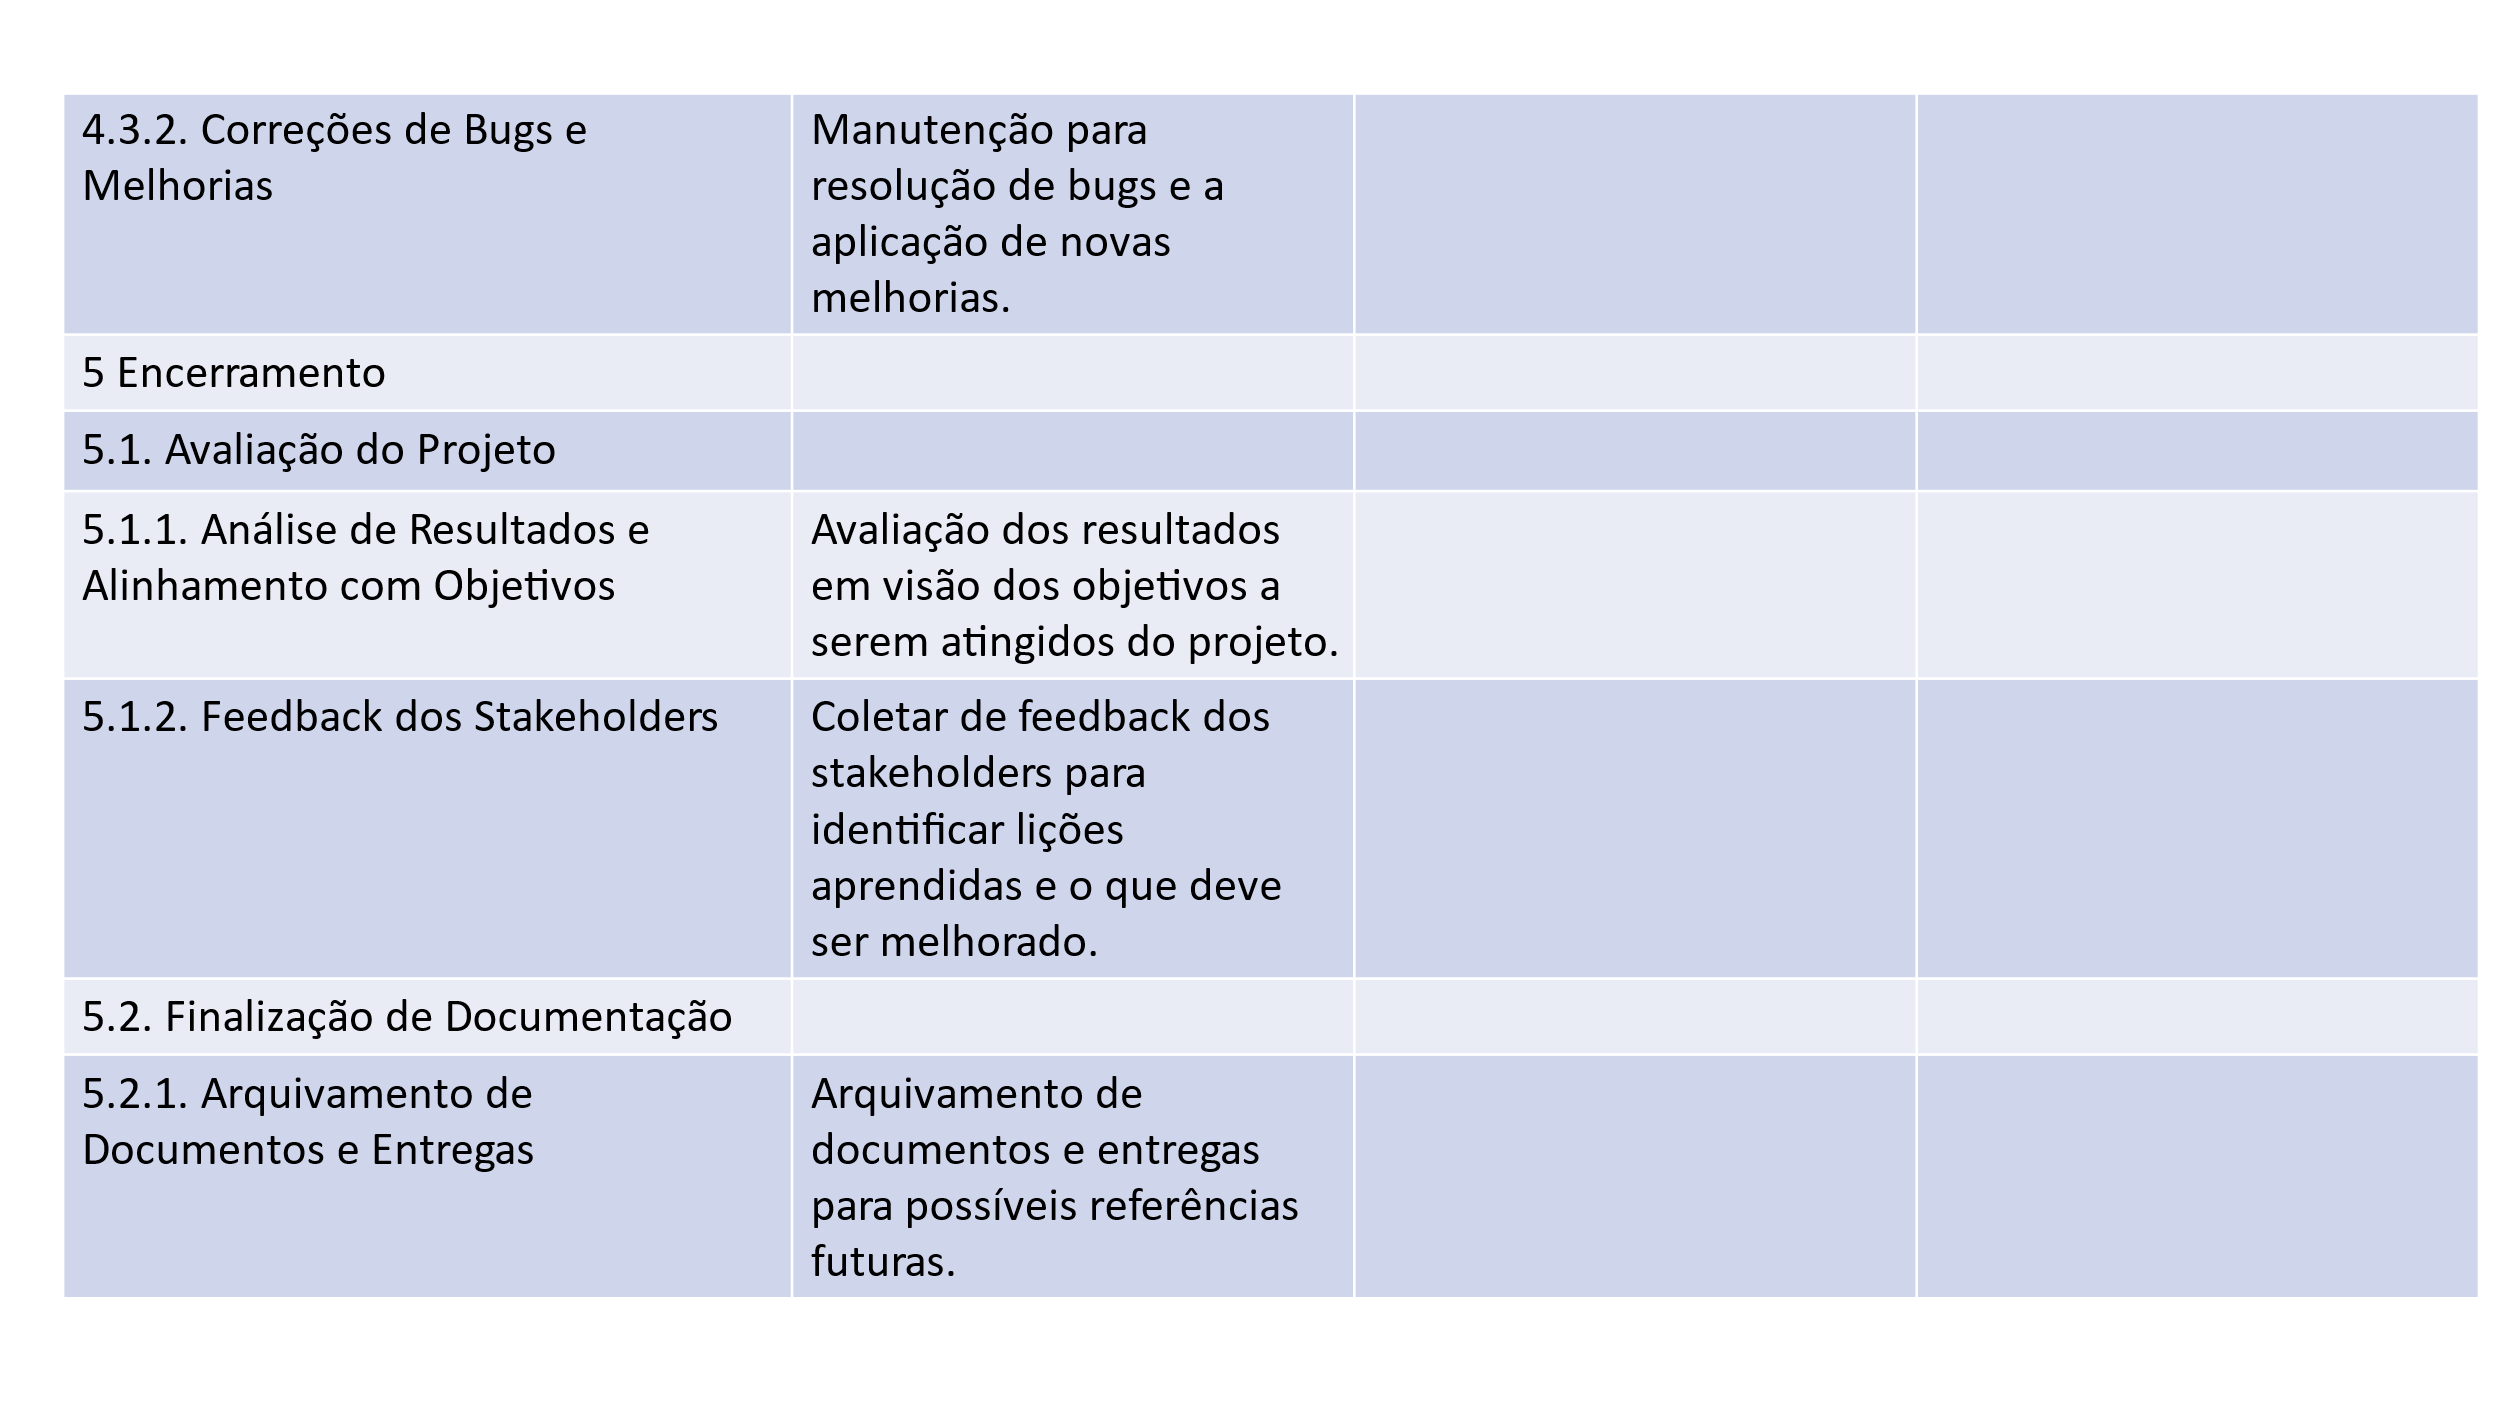 4.3.2. Correções de Bugs e
Melhorias
Manutenção para
resolução de bugs e a
aplicação de novas
melhorias.
5 Encerramento
5.1. Avaliação do Projeto
5.1.1. Análise de Resultados e
Alinhamento com Objetivos
Avaliação dos resultados
em visão dos objetivos a
serem atingidos do projeto.
5.1.2. Feedback dos Stakeholders
Coletar de feedback dos
stakeholders para
identificar lições
aprendidas e o que deve
ser melhorado.
5.2. Finalização de Documentação
5.2.1. Arquivamento de
Documentos e Entregas
Arquivamento de
documentos e entregas
para possíveis referências
futuras.